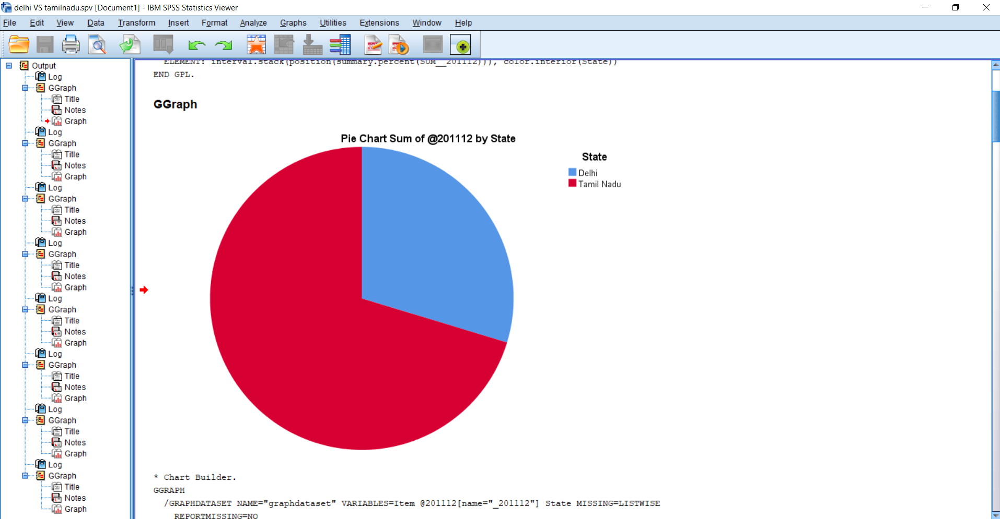 delhi VS tamilnadu.spv [Document1] - IBM SPSS Statistics Viewer
File Edit View Data Transform Insert Format Analyze Graphs Utilities Extensions Window Help
Output
Log
GGraph
Title
Notes
Graph
Log
GGraph
Title
Notes
Graph
Log
GGraph
Title
Notes
Graph
Log
GGraph
Title
Notes
Graph
Log
GGraph
Title
Notes
Graph
Log
GGraph
Title
Notes
Graph
Log
GGraph
Title
Notes
Graph
Log
GGraph
Title
Notes
Graph
ELEMENT: interval.stack(position(summary.percent(SUM__201112))), color.interior(State))
END GPL.
GGraph
Pie Chart Sum of @201112 by State
State
Delhi
Tamil Nadu
* Chart Builder.
GGRAPH
/GRAPHDATASET NAME="graphdataset" VARIABLES=Item @201112[name="_201112"] State MISSING=LISTWISE
REPORTMISSING=NO